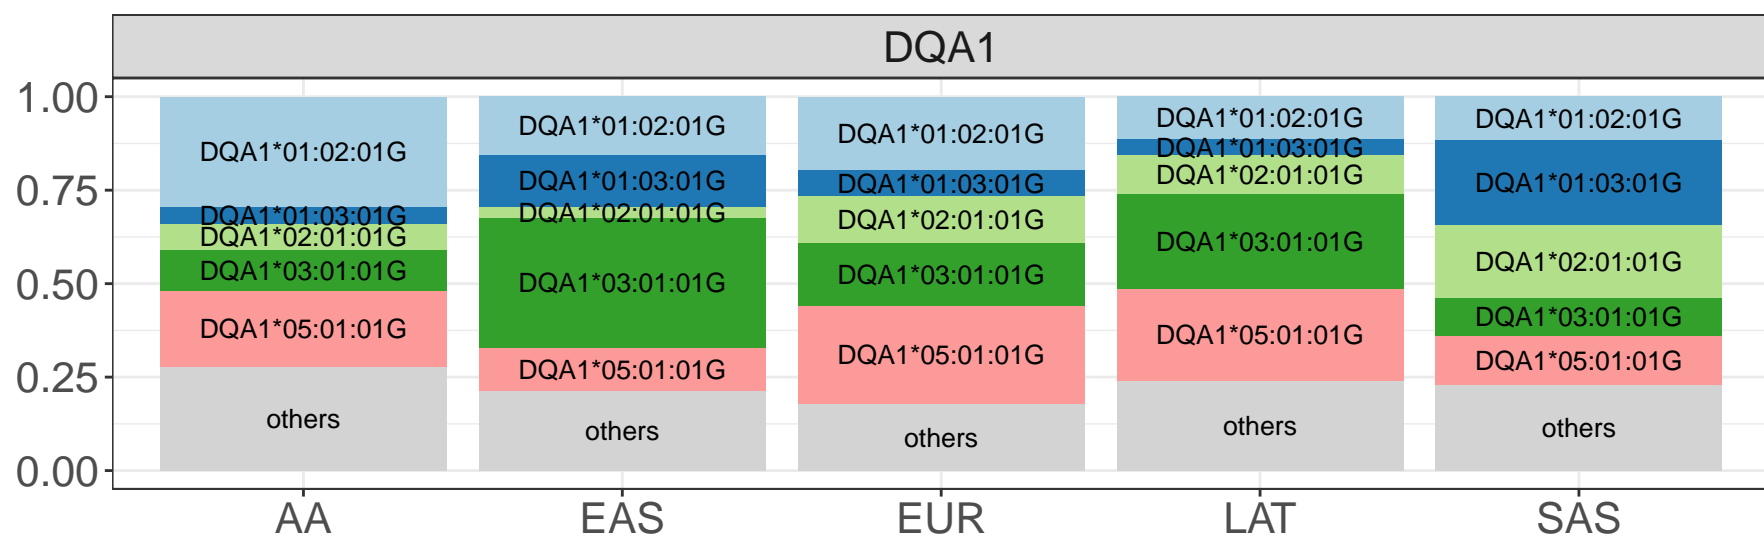 DQA1
1.00
0.75
0.50
0.25
0.00
DQA1*01:02:01G
DQA1*01:03:01G
DQA1*02:01:01G
DQA1*03:01:01G
DQA1*05:01:01G
others
DQA1*01:02:01G
DQA1*01:03:01G
DQA1*02:01:01G
DQA1*03:01:01G
DQA1*05:01:01G
others
DQA1*01:02:01G
DQA1*01:03:01G
DQA1*02:01:01G
DQA1*03:01:01G
DQA1*05:01:01G
others
DQA1*01:02:01G
DQA1*01:03:01G
DQA1*02:01:01G
DQA1*03:01:01G
DQA1*05:01:01G
others
DQA1*01:02:01G
DQA1*01:03:01G
DQA1*02:01:01G
DQA1*03:01:01G
DQA1*05:01:01G
others
AA EAS EUR LAT SAS